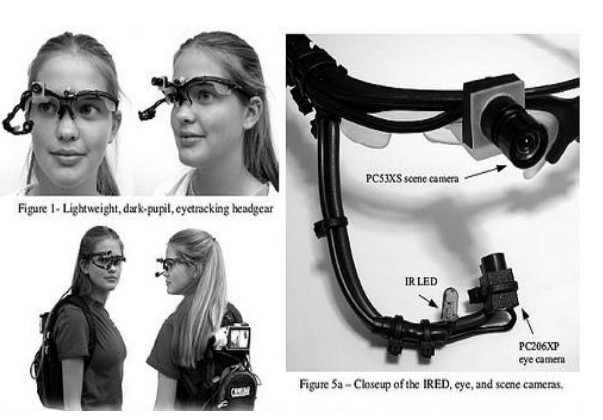 Figure 1- Lightweight, dark-pupil, eyetracking headgear
PC53XS scene camera
IR LED
PC206XP
eye camera
Figure 5a – Closeup of the IRED, eye, and scene cameras.